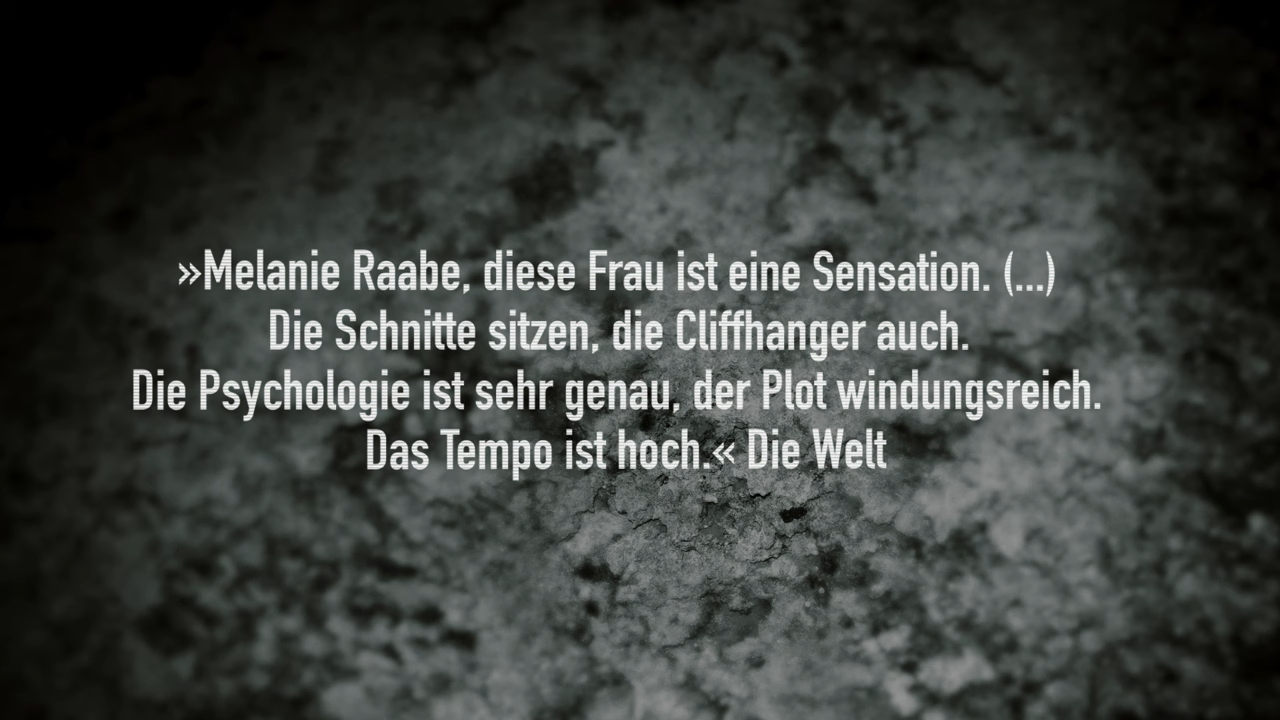 »Melanie Raabe, diese Frau ist eine Sensation. (...)
Die Schnitte sitzen, die Cliffhanger auch.
Die Psychologie ist sehr genau, der Plot windungsreich.
Das Tempo ist hoch.« Die Welt